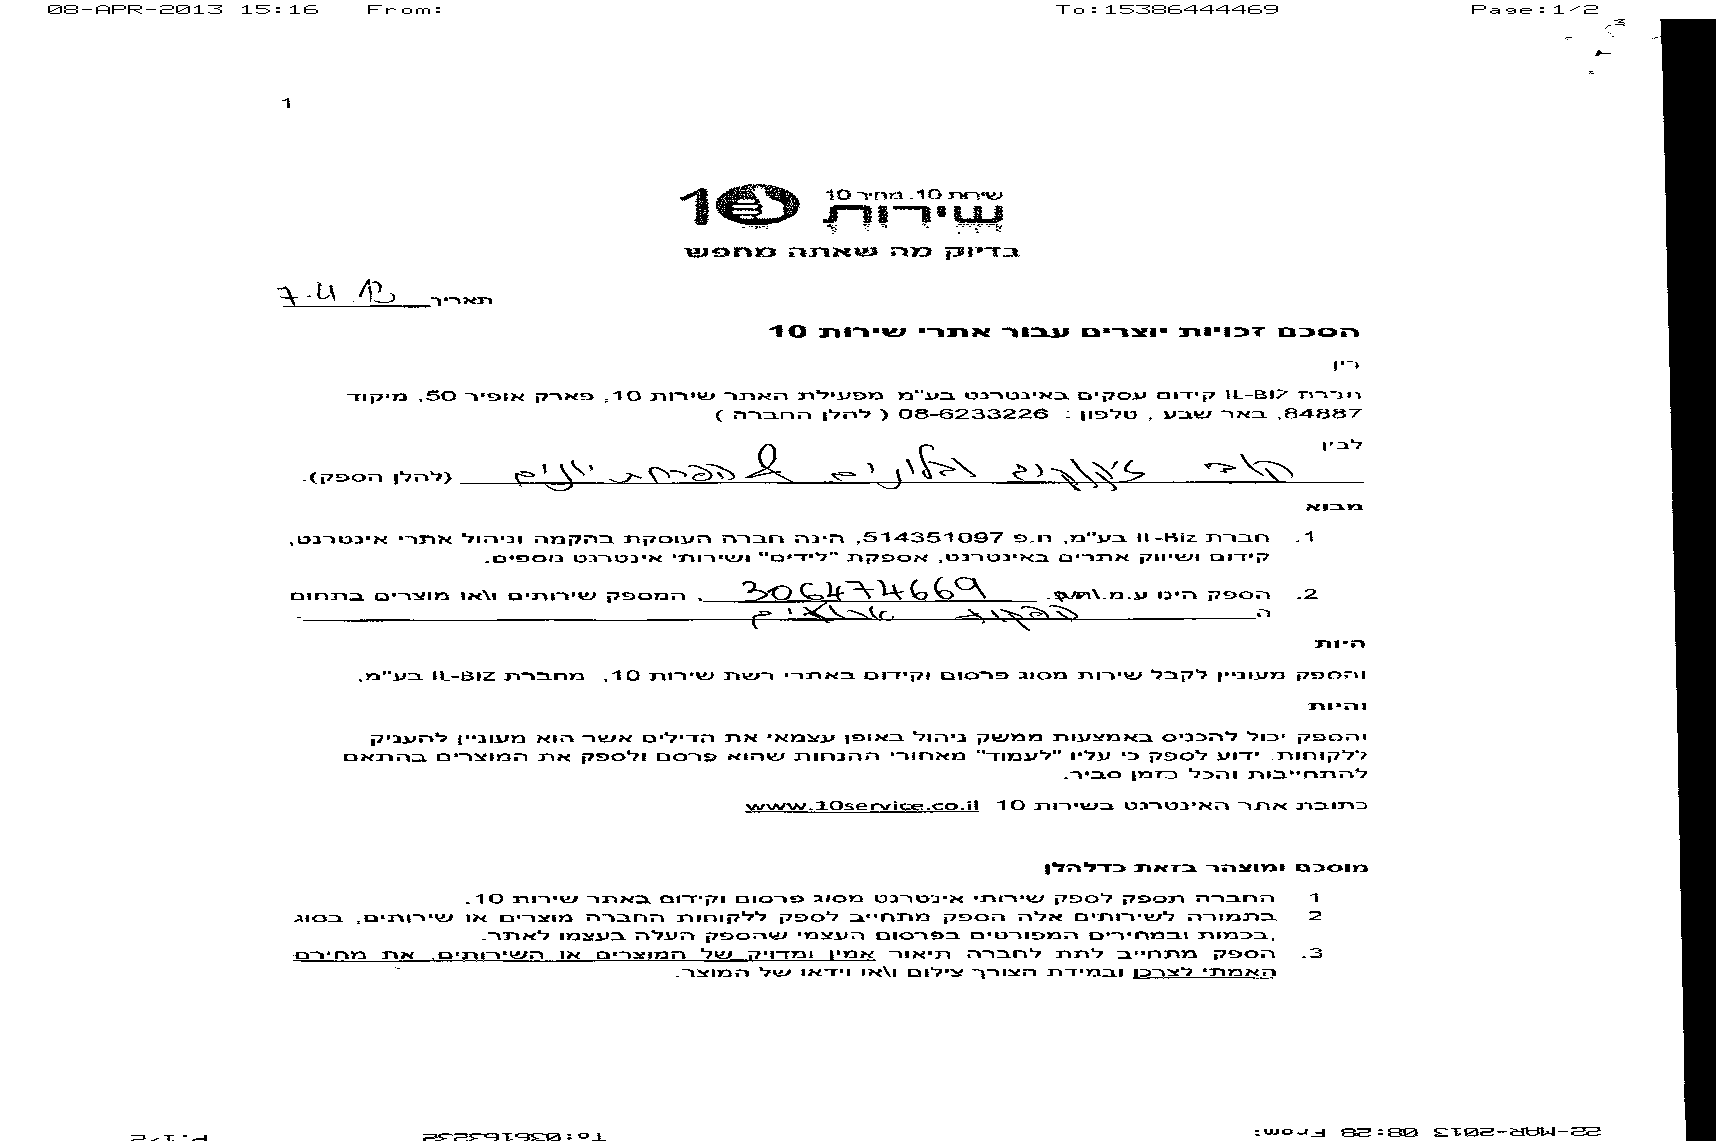 08-APR-2013 15:16 From: To:15386444469 Page:1/2
1
שירות 10. מחיר 10
שירות 10
בדיוק מה שאתה מחפש
תאריך 7.4.13
הסכם זכויות יוצרים עבור אתרי שירות 10
בין
חברת IL-BIZ קידום עסקים באינטרנט בע"מ מפעילת האתר שירות 10, פארק אופיר 50, מיקוד
84887, באר שבע , טלפון : 08-6233226 ( להלן החברה )
לבין
(להלן הספק).
מבוא
1. חברת IL-Biz בע"מ, ח.פ 514351097, הינה חברה העוסקת בהקמה וניהול אתרי אינטרנט,
קידום ושיווק אתרים באינטרנט, אספקת "לידים" ושירותי אינטרנט נוספים.
2. הספק הינו ע.מ.\ח.פ. 306474669 , המספק שירותים ו\או מוצרים בתחום
ה הפקות
היות
והספק מעוניין לקבל שירות מסוג פרסום וקידום באתרי רשת שירות 10, מחברת IL-BIZ בע"מ,
והיות
והספק יכול להכניס באמצעות ממשק ניהול באופן עצמאי את הדילים אשר הוא מעוניין להעניק
ללקוחות. ידוע לספק כי עליו "לעמוד" מאחורי ההנחות שהוא פרסם ולספק את המוצרים בהתאם
להתחייבות והכל בזמן סביר.
כתובת אתר האינטרנט בשירות 10 www.10service.co.il
מוסכם ומוצהר בזאת כדלהלן
1 החברה תספק לספק שירותי אינטרנט מסוג פרסום וקידום באתר שירות 10.
2 בתמורה לשירותים אלה הספק מתחייב לספק ללקוחות החברה מוצרים או שירותים, בסוג
,בכמות ובמחירים המפורטים בפרסום העצמי שהספק העלה בעצמו לאתר.
3. הספק מתחייב לתת לחברה תיאור אמין ומדויק של המוצרים או השירותים, את מחירם
האמתי לצרכן ובמידת הצורך צילום ו\או וידאו של המוצר.
22-MAR-2013 08:28 From: To:036163232 P.1/2